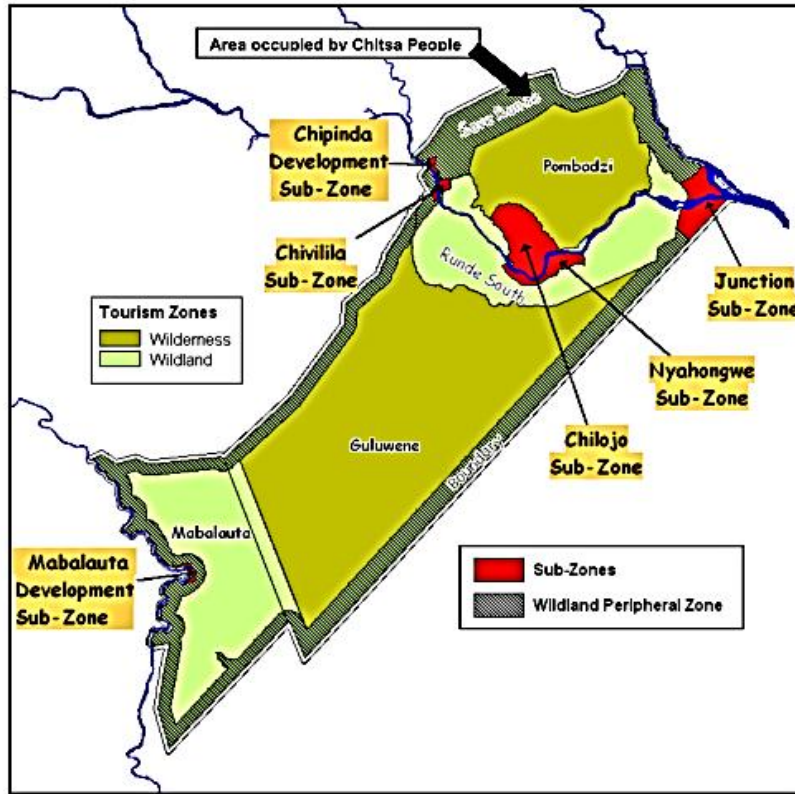 Area occupied by Chitsa People
Chipinda
Development
Sub-Zone
Pombadzi
Chivilila
Sub-Zone
Runde South
Junction
Sub-Zone
Tourism Zones
Wilderness
Wildland
Nyahongwe
Sub-Zone
Guluwene
Chilojo
Sub-Zone
Boundary
Mabalauta
Mabalauta
Development
Sub-Zone
Sub-Zones
Wildland Peripheral Zone